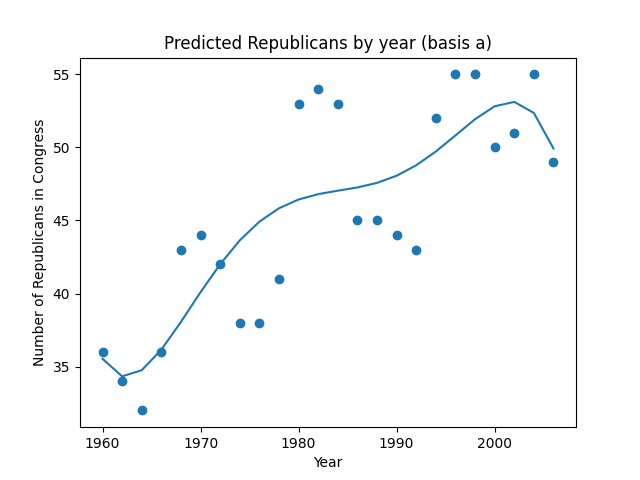 Predicted Republicans by year (basis a)
Number of Republicans in Congress
55
50
45
40
35
1960 1970 1980 1990 2000
Year